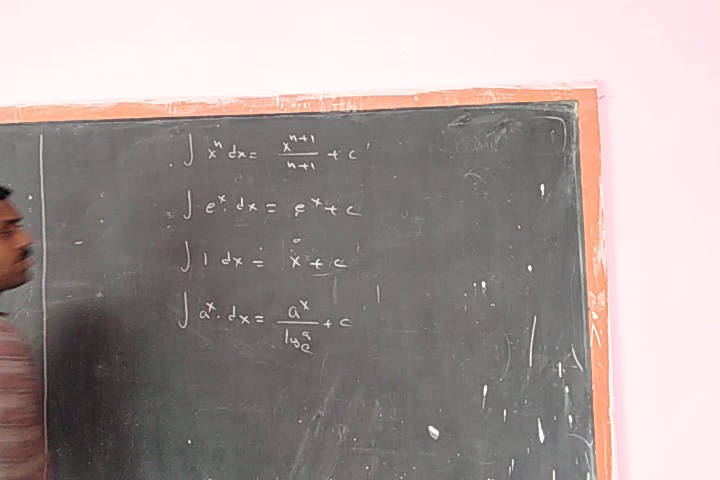 ∫ xⁿ dx = xⁿ⁺¹/n+1 + c
∫ eˣ. dx = eˣ + c
∫ 1 dx = x + c
∫ aˣ. dx = aˣ/logₑᵃ + c